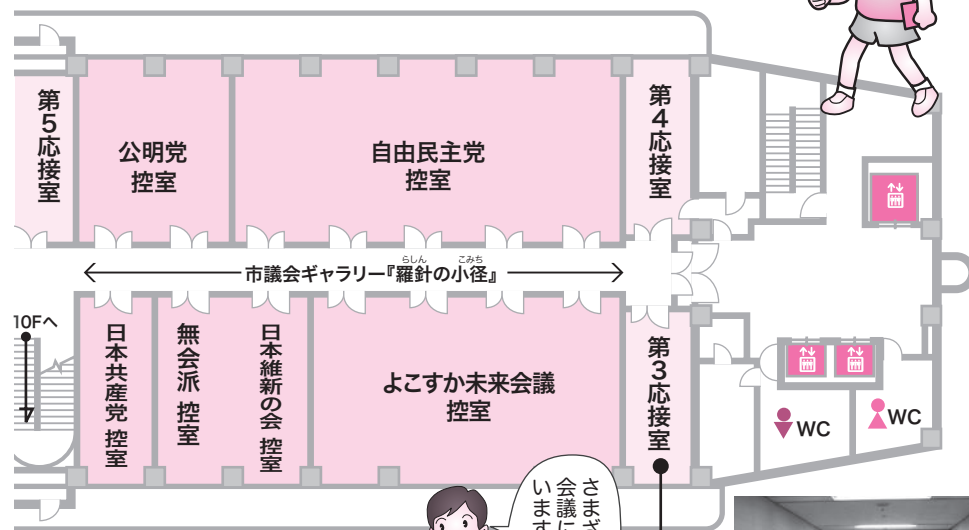 第5応接室
公明党
控室
自由民主党
控室
第4応接室
らしん こみち
市議会ギャラリー『羅針の小径』
10Fへ
日本共産党 控室
無会派 控室
日本維新の会 控室
よこすか未来会議
控室
第3応接室
WC
WC
さまざ
会議に
います